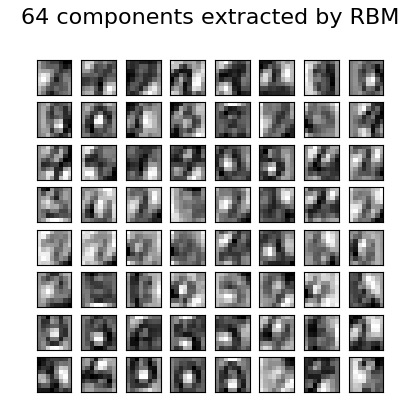 64 components extracted by RBM